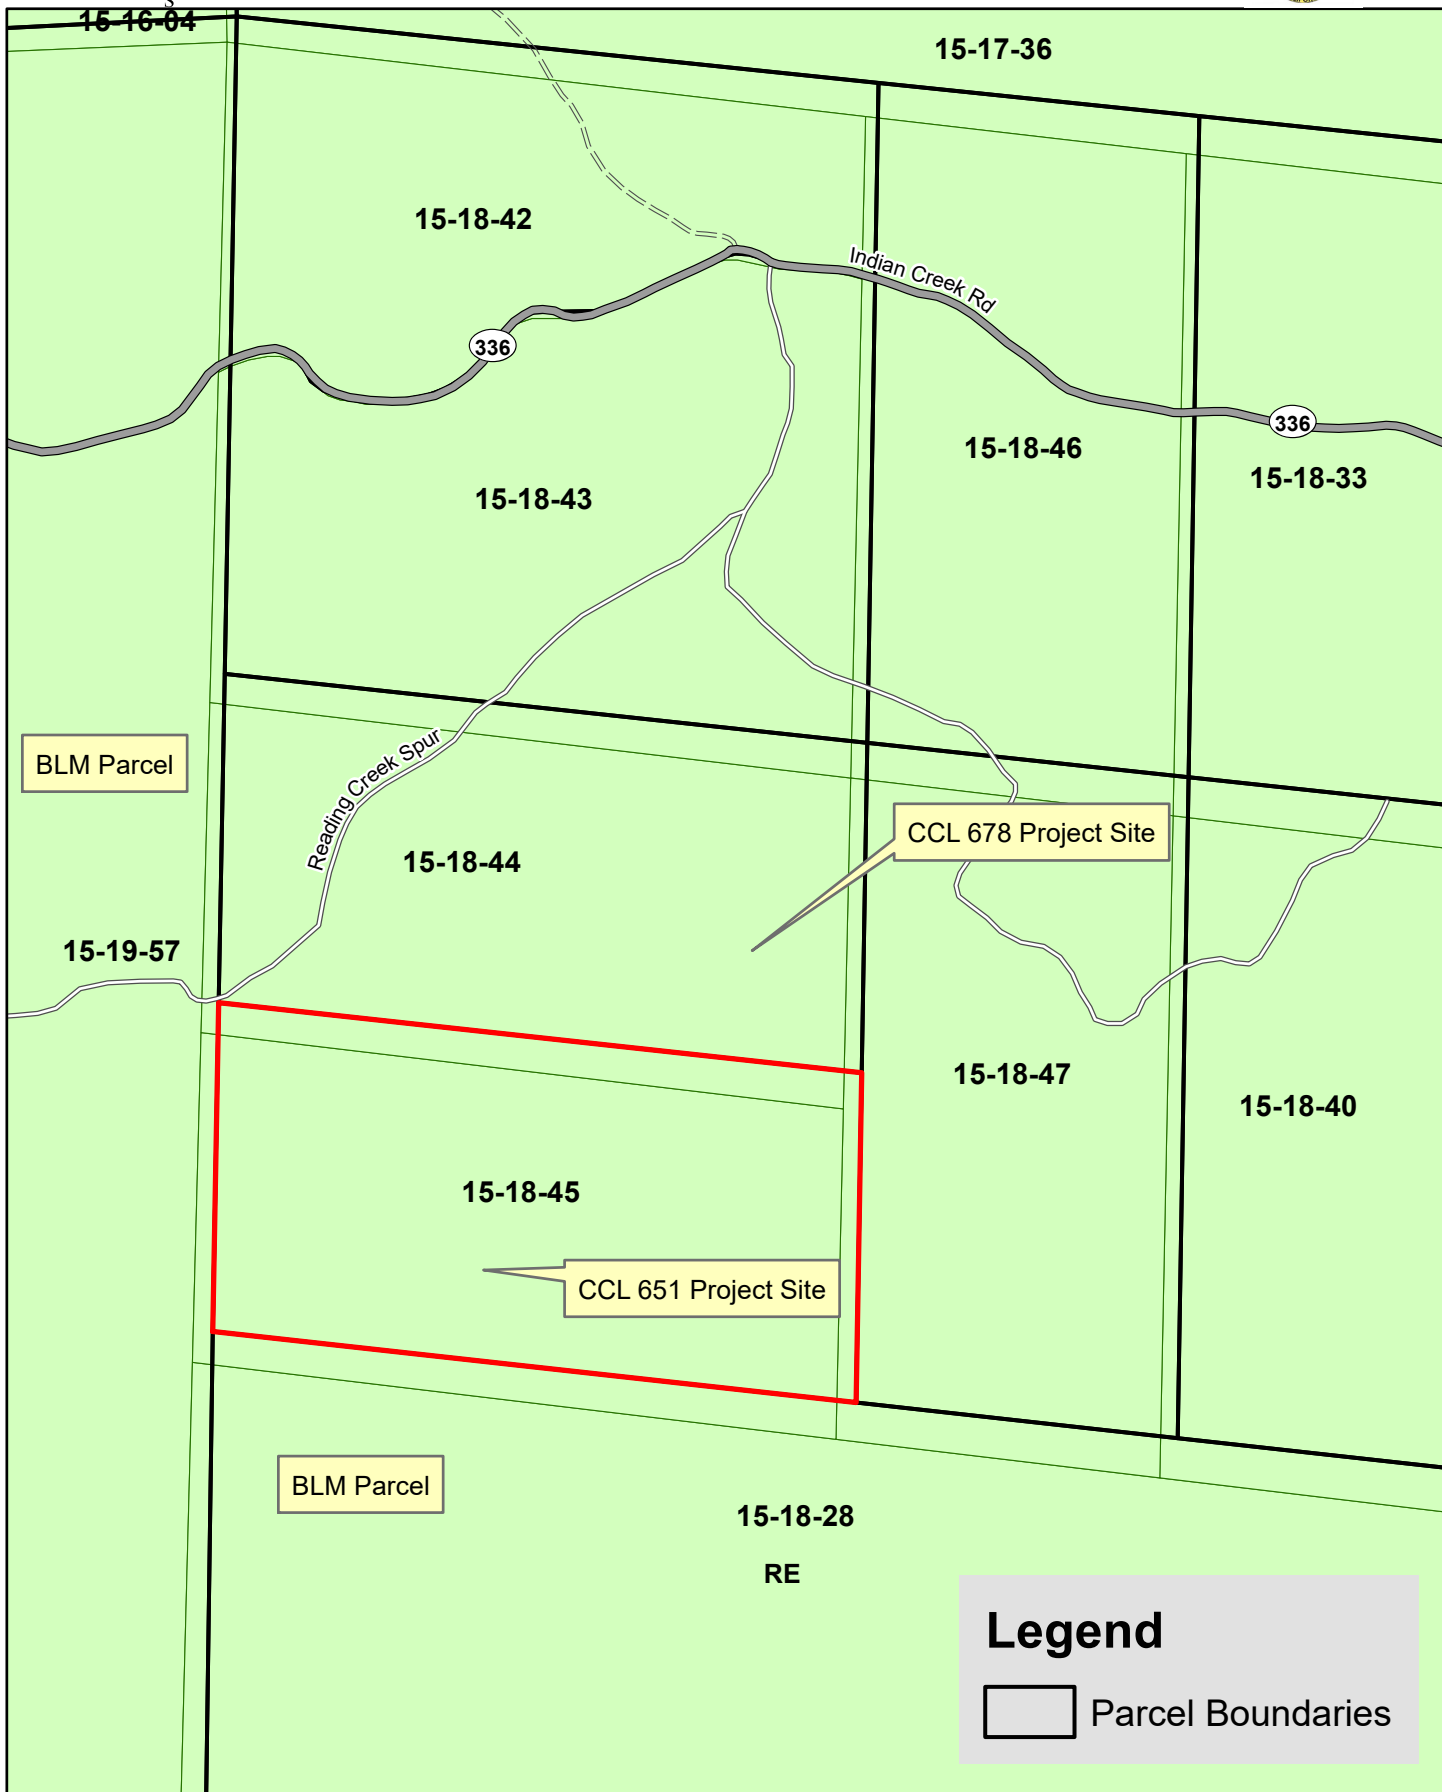 S
15-16-04
15-17-36
15-18-42
Indian Creek Rd
336
336
15-18-46
15-18-33
15-18-43
Reading Creek Spur
BLM Parcel
CCL 678 Project Site
15-18-44
15-19-57
15-18-47
15-18-40
15-18-45
CCL 651 Project Site
BLM Parcel
15-18-28
RE
Legend
Parcel Boundaries